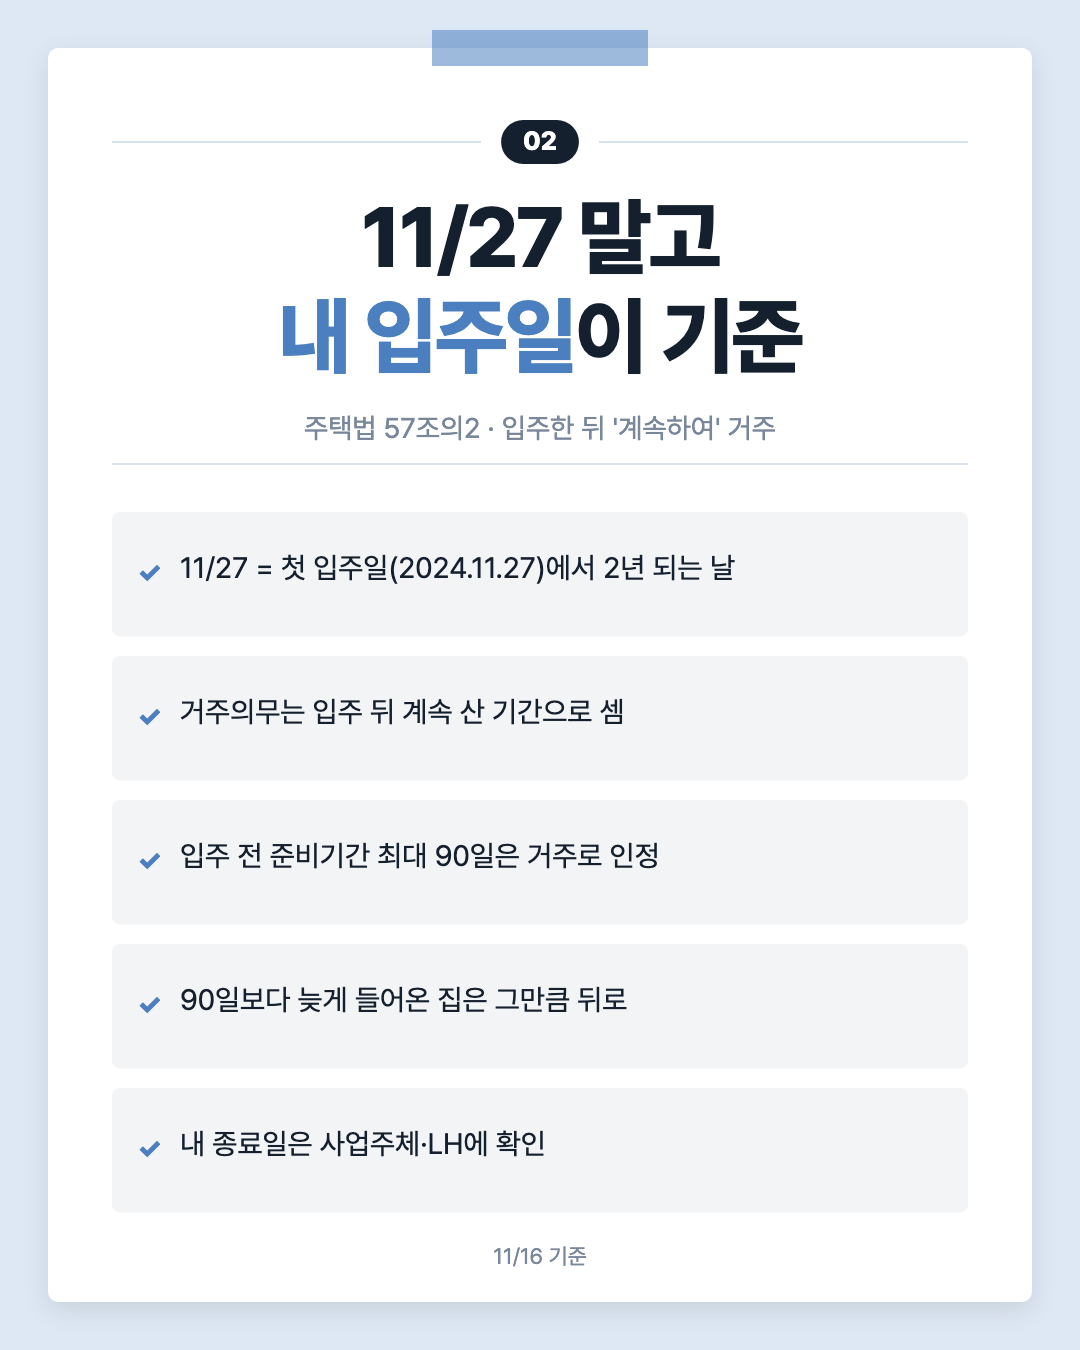 02
11/27 말고
내 입주일이 기준
주택법 57조의2 · 입주한 뒤 '계속하여' 거주
11/27 = 첫 입주일(2024.11.27)에서 2년 되는 날
거주의무는 입주 뒤 계속 산 기간으로 셈
입주 전 준비기간 최대 90일은 거주로 인정
90일보다 늦게 들어온 집은 그만큼 뒤로
내 종료일은 사업주체·LH에 확인
11/16 기준